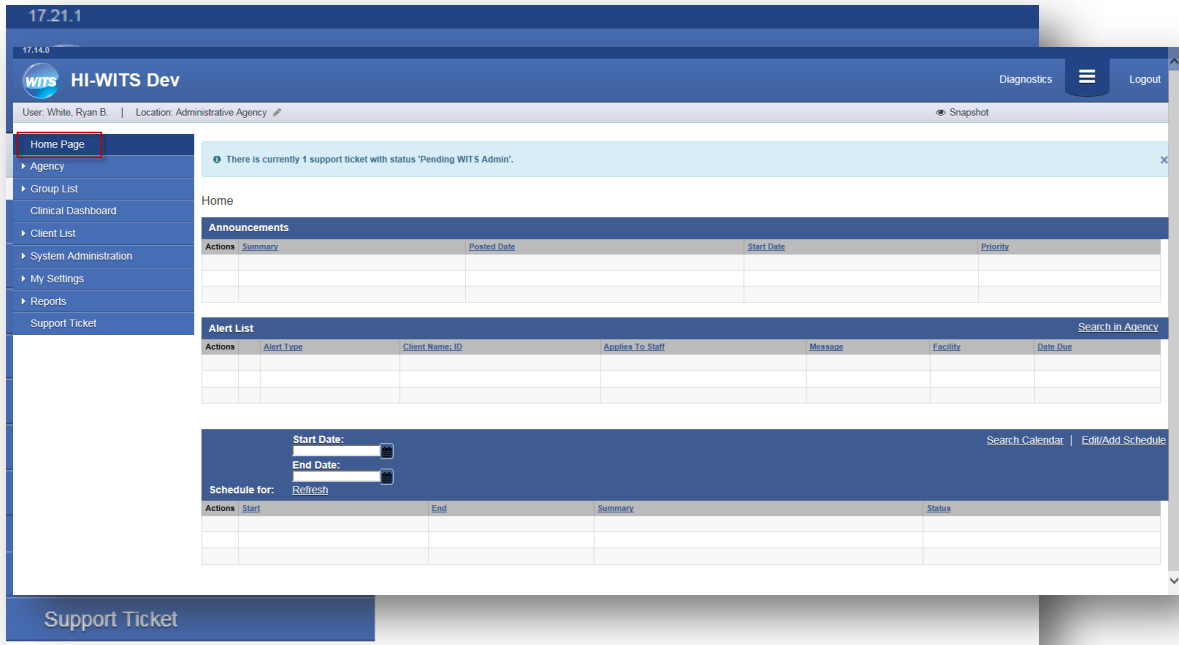 17.21.1
17.14.0
WITS HI-WITS Dev Diagnostics Logout
User: White, Ryan B. | Location: Administrative Agency Snapshot
Home Page
Agency
Group List
Clinical Dashboard
Client List
System Administration
My Settings
Reports
Support Ticket
There is currently 1 support ticket with status 'Pending WITS Admin'. ×
Home
Announcements
Actions Summary Posted Date Start Date Priority
Alert List Search in Agency
Actions Alert Type Client Name; ID Applies To Staff Message Facility Date Due
Start Date:
Search Calendar | Edit/Add Schedule
End Date:
Schedule for: Refresh
Actions Start End Summary Status
Support Ticket